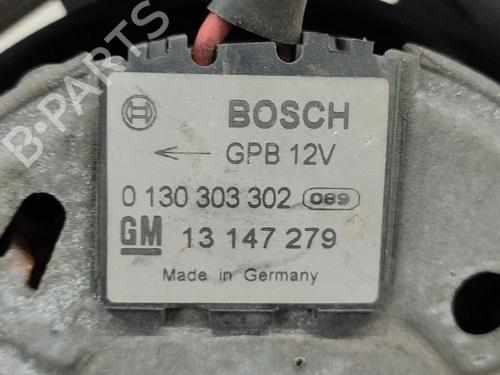 BOSCH
← GPB 12V
0 130 303 302 089
GM 13 147 279
Made in Germany
B-PARTS